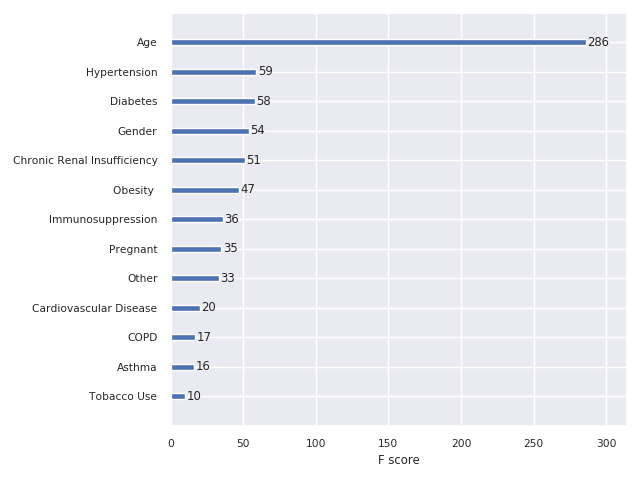 Age 286
Hypertension 59
Diabetes 58
Gender 54
Chronic Renal Insufficiency 51
Obesity 47
Immunosuppression 36
Pregnant 35
Other 33
Cardiovascular Disease 20
COPD 17
Asthma 16
Tobacco Use 10
0 50 100 150 200 250 300
F score